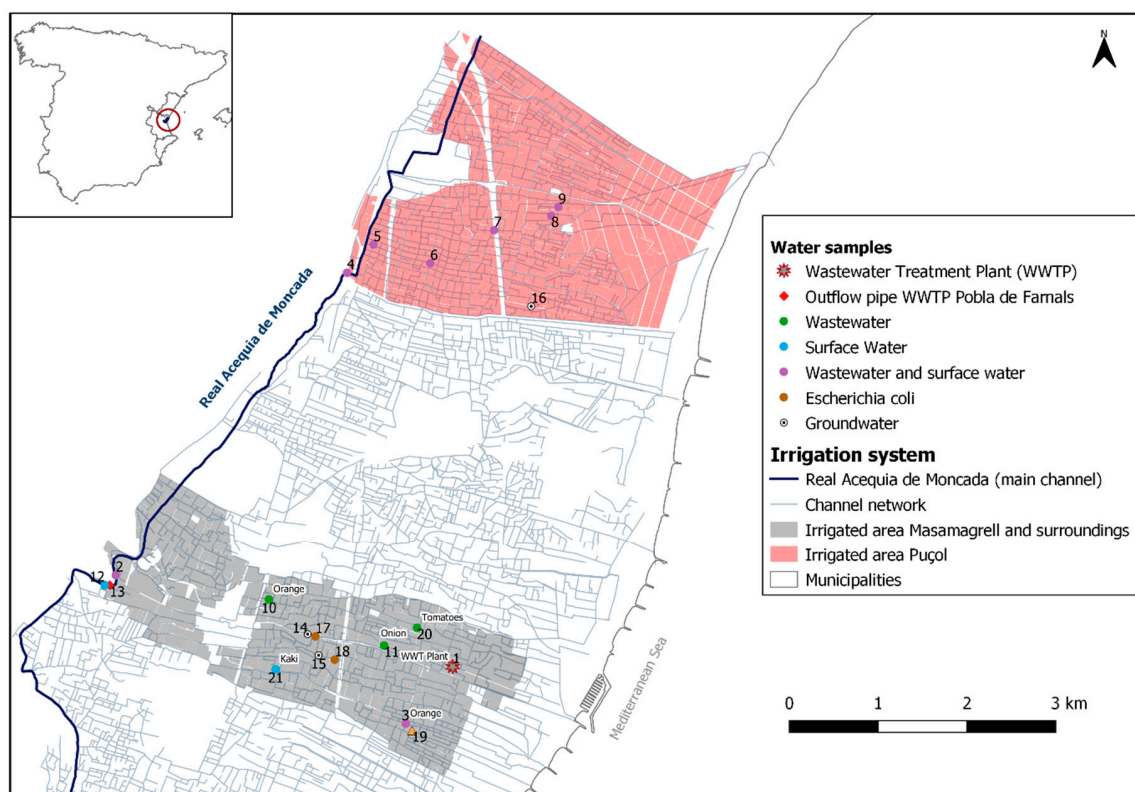 N
Real Acequia de Moncada
9
8
7
5
6
4
16
Water samples
Wastewater Treatment Plant (WWTP)
Outflow pipe WWTP Pobla de Farnals
Wastewater
Surface Water
Wastewater and surface water
Escherichia coli
Groundwater
Irrigation system
Real Acequia de Moncada (main channel)
Channel network
Irrigated area Masamagrell and surroundings
Irrigated area Puçol
Municipalities
12
2
13
Orange
10
Tomatoes
20
14
17
Onion
11
WWT Plant
1
15
18
Kaki
21
3
Orange
19
Mediterranean Sea
0
1
2
3 km